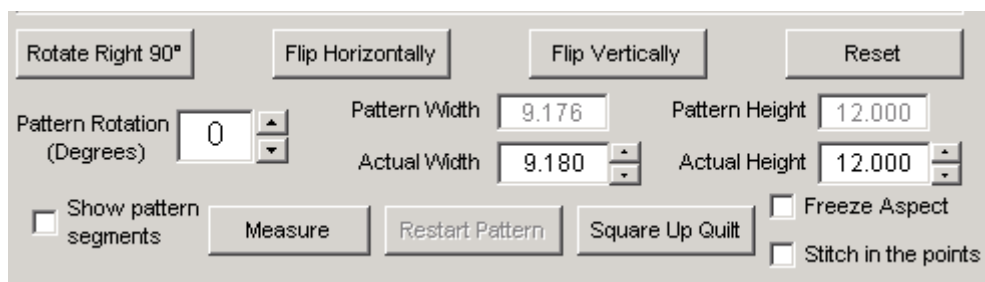 Rotate Right 90°
Flip Horizontally
Flip Vertically
Reset
Pattern Rotation
(Degrees)
0
Pattern Width
9.176
Pattern Height
12.000
Actual Width
9.180
Actual Height
12.000
Show pattern
segments
Measure
Restart Pattern
Square Up Quilt
Freeze Aspect
Stitch in the points